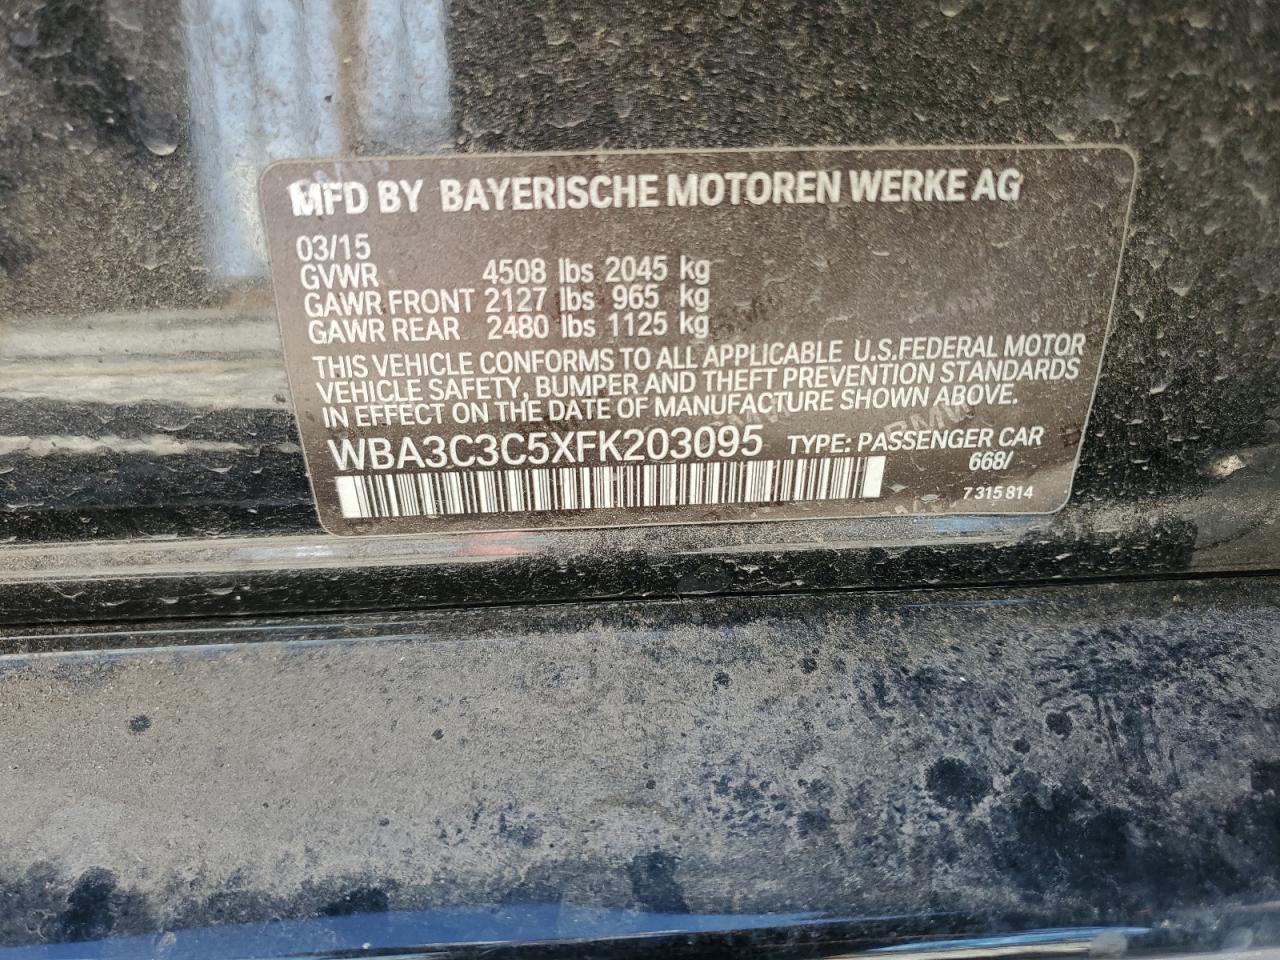 MFD BY BAYERISCHE MOTOREN WERKE AG
03/15
GVWR 4508 lbs 2045 kg
GAWR FRONT 2127 lbs 965 kg
GAWR REAR 2480 lbs 1125 kg
THIS VEHICLE CONFORMS TO ALL APPLICABLE U.S.FEDERAL MOTOR
VEHICLE SAFETY, BUMPER AND THEFT PREVENTION STANDARDS
IN EFFECT ON THE DATE OF MANUFACTURE SHOWN ABOVE.
WBA3C3C5XFK203095 TYPE: PASSENGER CAR
668/
7 315 814